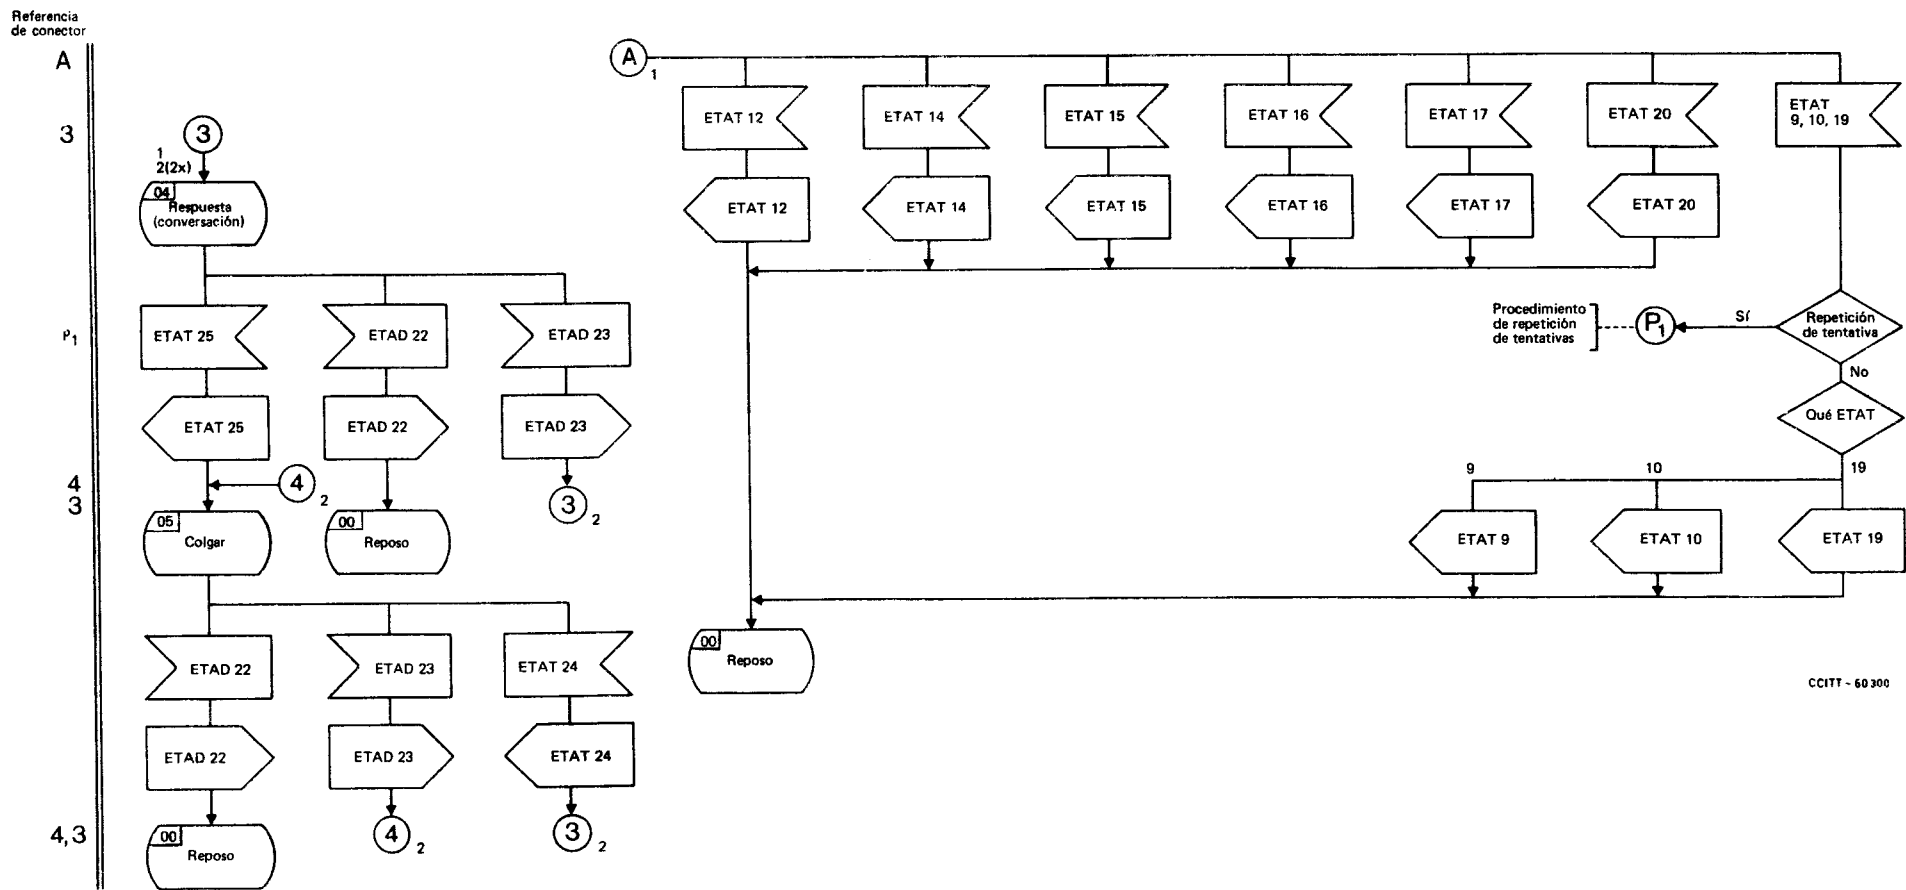 Referencia
de conector
A
3
P1
4
3
4,3
3
1
2(2x)
04
Respuesta
(conversación)
ETAT 25
ETAD 22
ETAD 23
ETAT 25
ETAD 22
ETAD 23
4
2
3
2
05
Colgar
00
Reposo
ETAD 22
ETAD 23
ETAT 24
ETAD 22
ETAD 23
ETAT 24
4
2
3
2
00
Reposo
A
1
ETAT 12
ETAT 14
ETAT 15
ETAT 16
ETAT 17
ETAT 20
ETAT
9, 10, 19
ETAT 12
ETAT 14
ETAT 15
ETAT 16
ETAT 17
ETAT 20
Procedimiento
de repetición
de tentativas
P1
Sí
Repetición
de tentativa
No
Qué ETAT
9
10
19
ETAT 9
ETAT 10
ETAT 19
00
Reposo
CCITT - 60 300